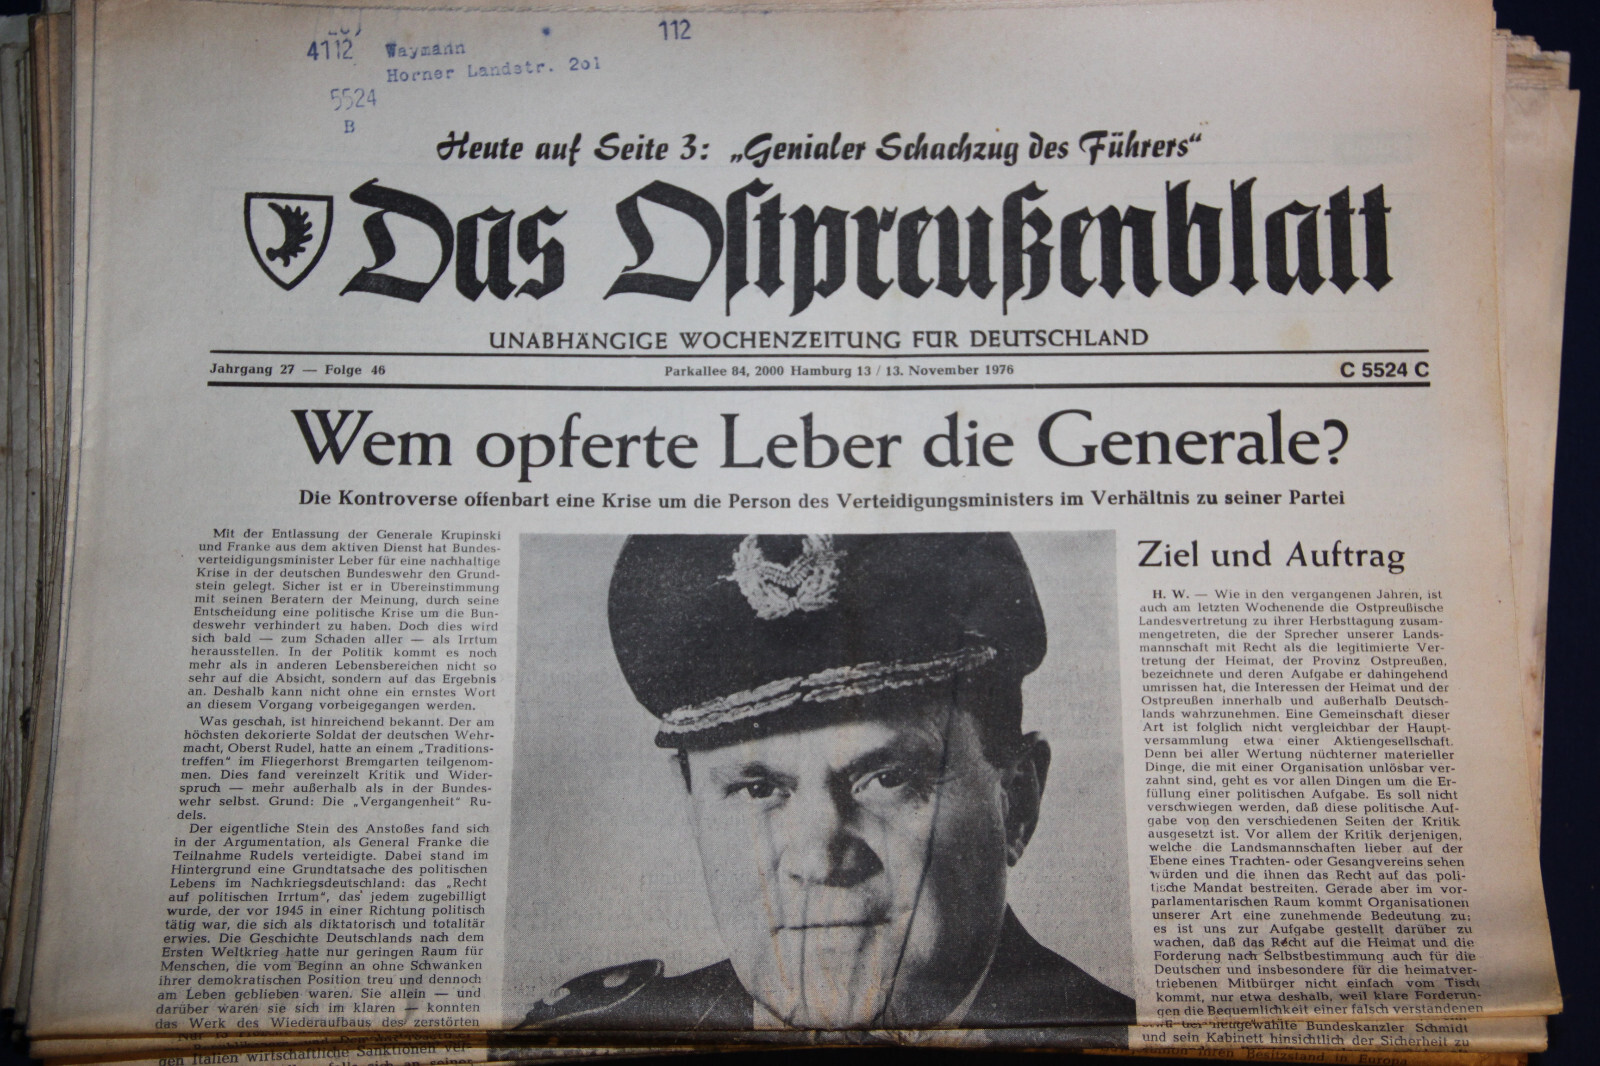 4112 Waymann
Horner Landstr. 201
5524
B
112
Heute auf Seite 3: „Genialer Schachzug des Führers“
Das Ostpreußenblatt
UNABHÄNGIGE WOCHENZEITUNG FÜR DEUTSCHLAND
Jahrgang 27 — Folge 46
Parkallee 84, 2000 Hamburg 13 / 13. November 1976
C 5524 C
Wem opferte Leber die Generale?
Die Kontroverse offenbart eine Krise um die Person des Verteidigungsministers im Verhältnis zu seiner Partei
Mit der Entlassung der Generale Krupinski
und Franke aus dem aktiven Dienst hat Bundes-
verteidigungsminister Leber für eine nachhaltige
Krise in der deutschen Bundeswehr den Grund-
stein gelegt. Sicher ist er in Übereinstimmung
mit seinen Beratern der Meinung, durch seine
Entscheidung eine politische Krise um die Bun-
deswehr verhindert zu haben. Doch dies wird
sich bald — zum Schaden aller — als Irrtum
herausstellen. In der Politik kommt es noch
mehr als in anderen Lebensbereichen nicht so
sehr auf die Absicht, sondern auf das Ergebnis
an. Deshalb kann nicht ohne ein ernstes Wort
an diesem Vorgang vorbeigegangen werden.
Was geschah, ist hinreichend bekannt. Der am
höchsten dekorierte Soldat der deutschen Wehr-
macht, Oberst Rudel, hatte an einem „Traditions-
treffen“ im Fliegerhorst Bremgarten teilgenom-
men. Dies fand vereinzelt Kritik und Wider-
spruch — mehr außerhalb als in der Bundes-
wehr selbst. Grund: Die „Vergangenheit“ Ru-
dels.
Der eigentliche Stein des Anstoßes fand sich
in der Argumentation, als General Franke die
Teilnahme Rudels verteidigte. Dabei stand im
Hintergrund eine Grundtatsache des politischen
Lebens im Nachkriegsdeutschland: das „Recht
auf politischen Irrtum“, das jedem zugebilligt
wurde, der vor 1945 in einer Richtung politisch
tätig war, die sich als diktatorisch und totalitär
erwies. Die Geschichte Deutschlands nach dem
Ersten Weltkrieg hatte nur geringen Raum für
Menschen, die vom Beginn an ohne Schwanken
ihrer demokratischen Position treu und dennoch
am Leben geblieben waren. Sie allein — und
darüber waren sie sich im klaren — konnten
das Werk des Wiederaufbaus des zerstörten
gen Italien wirtschaftliche Sanktionen ver-
Ziel und Auftrag
H. W. — Wie in den vergangenen Jahren, ist
auch am letzten Wochenende die Ostpreußische
Landesvertretung zu ihrer Herbsttagung zusam-
mengetreten, die der Sprecher unserer Lands-
mannschaft mit Recht als die legitimierte Ver-
tretung der Heimat, der Provinz Ostpreußen,
bezeichnete und deren Aufgabe er dahingehend
umrissen hat, die Interessen der Heimat und der
Ostpreußen innerhalb und außerhalb Deutsch-
lands wahrzunehmen. Eine Gemeinschaft dieser
Art ist folglich nicht vergleichbar der Haupt-
versammlung etwa einer Aktiengesellschaft.
Denn bei aller Wertung nüchterner materieller
Dinge, die mit einer Organisation unlösbar ver-
zahnt sind, geht es vor allen Dingen um die Er-
füllung einer politischen Aufgabe. Es soll nicht
verschwiegen werden, daß diese politische Auf-
gabe von den verschiedenen Seiten der Kritik
ausgesetzt ist. Vor allem der Kritik derjenigen,
welche die Landsmannschaften lieber auf der
Ebene eines Trachten- oder Gesangvereins sehen
würden und die ihnen das Recht auf das poli-
tische Mandat bestreiten. Gerade aber im vor-
parlamentarischen Raum kommt Organisationen
unserer Art eine zunehmende Bedeutung zu;
es ist uns zur Aufgabe gestellt darüber zu
wachen, daß das Recht auf die Heimat und die
Forderung nach Selbstbestimmung auch für die
Deutschen und insbesondere für die heimatver-
triebenen Mitbürger nicht einfach vom Tisch
kommt, nur etwa deshalb, weil klare Forderun-
gen die Bequemlichkeit einer falsch verstandenen
neugewählte Bundeskanzler Schmidt
und sein Kabinett hinsichtlich der Sicherheit zu
ihren Besitzstand in Europa